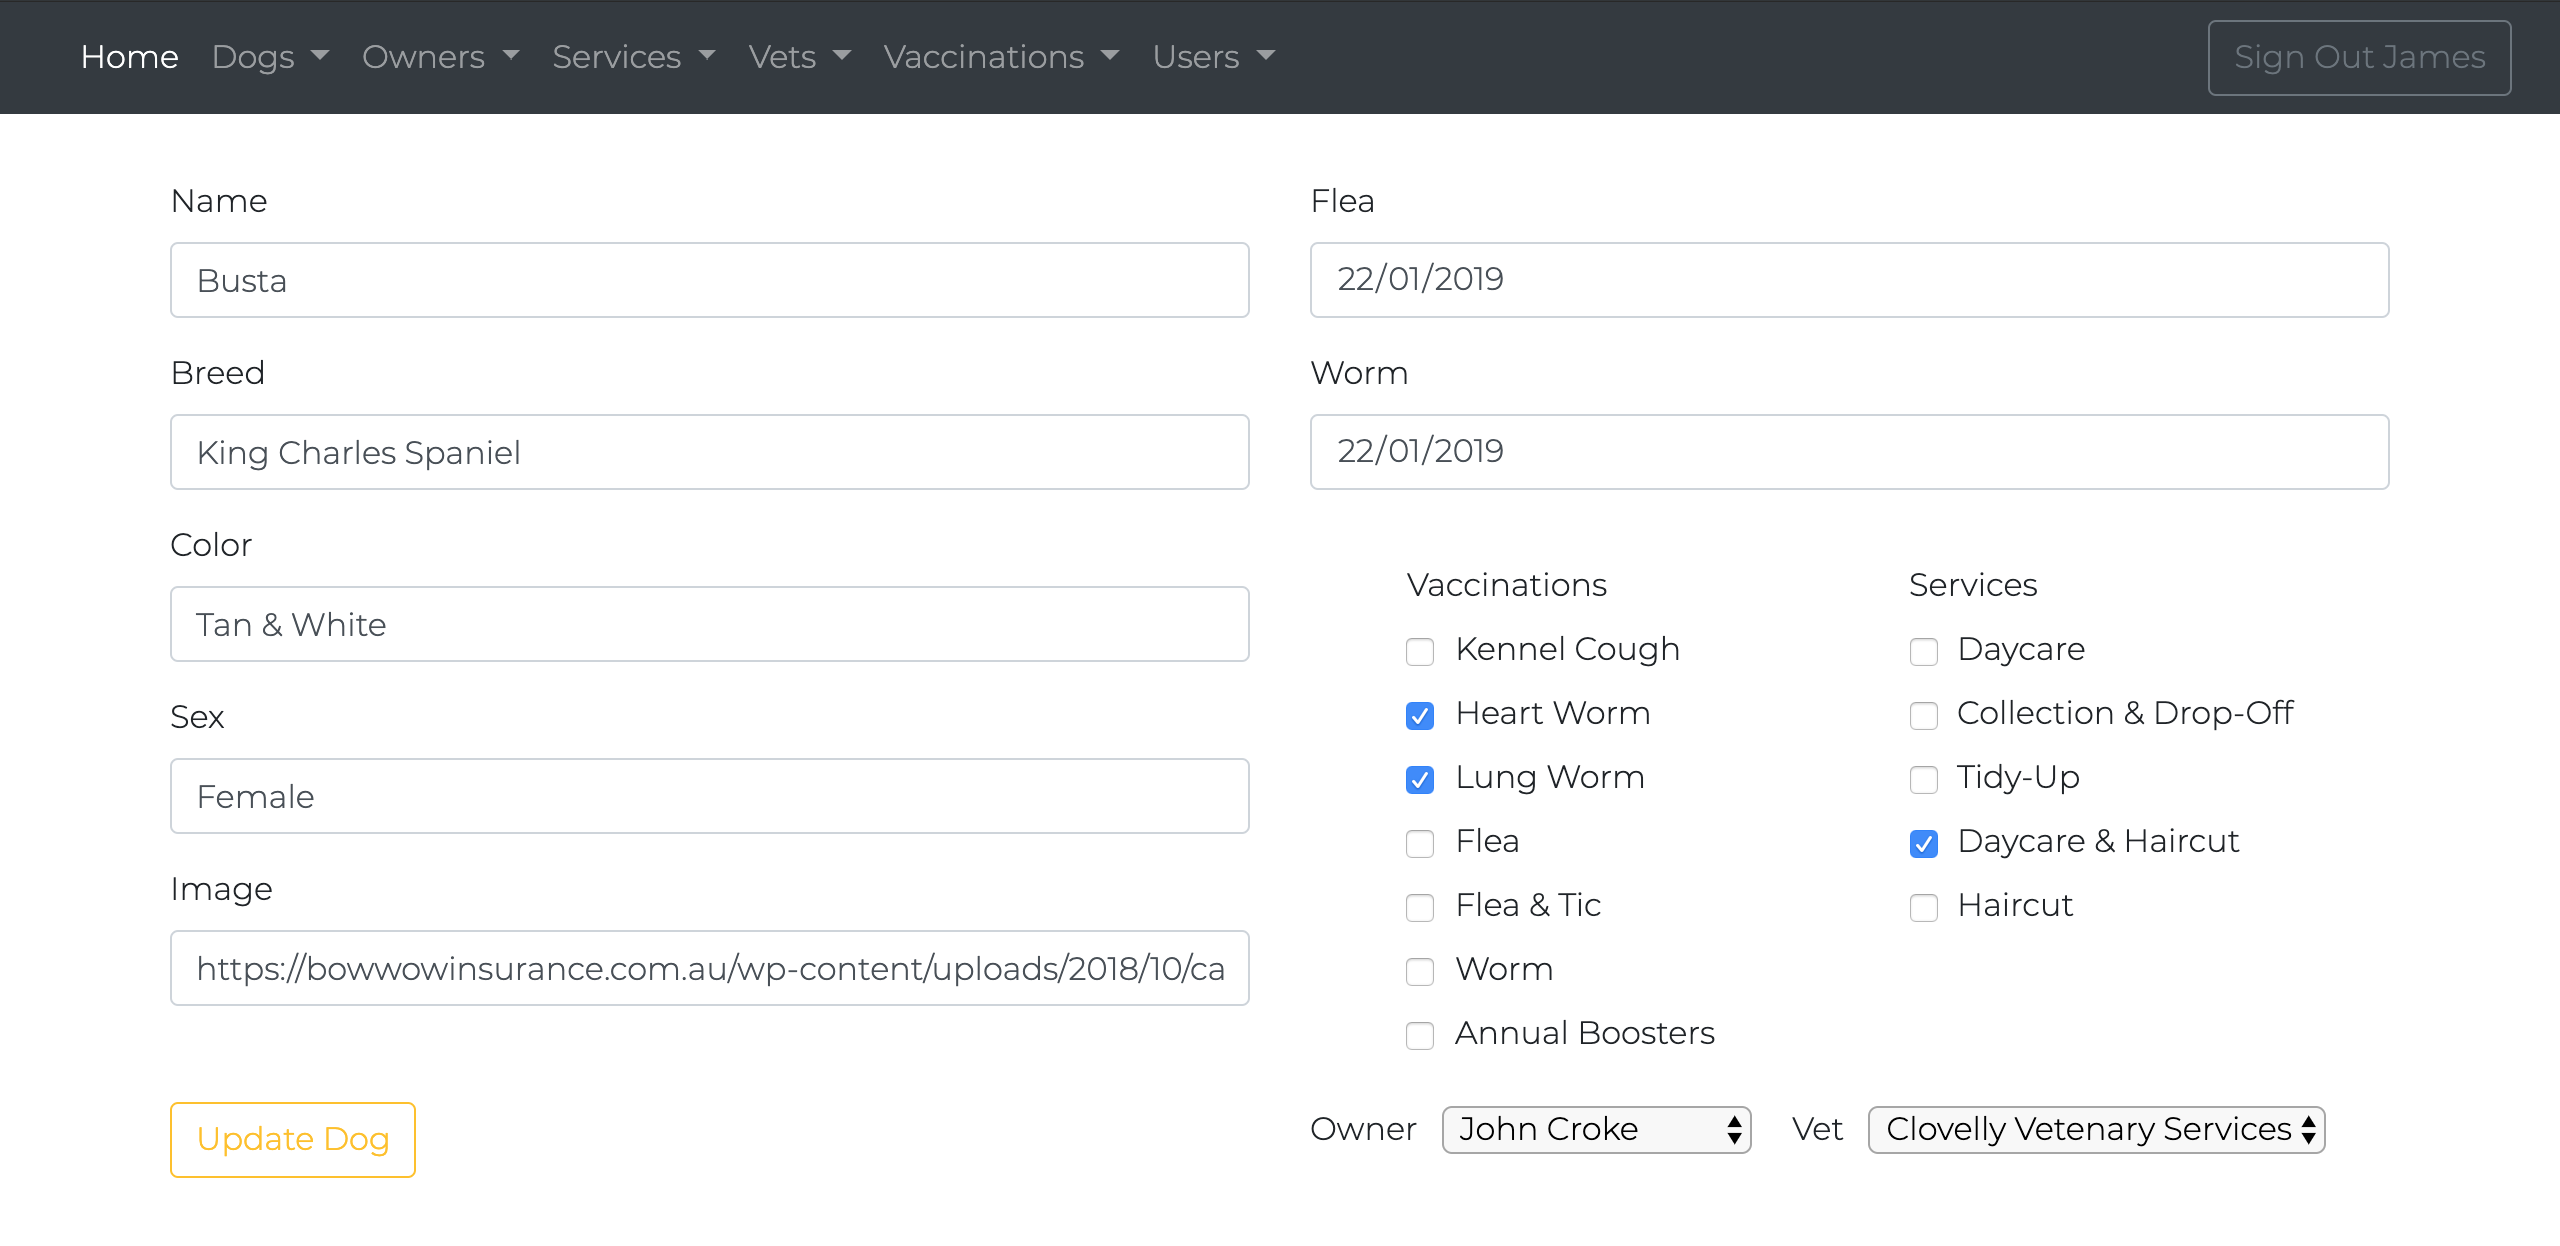 Home Dogs Owners Services Vets Vaccinations Users Sign Out James
Name
Busta
Breed
King Charles Spaniel
Color
Tan & White
Sex
Female
Image
https://bowwowinsurance.com.au/wp-content/uploads/2018/10/ca
Update Dog
Flea
22/01/2019
Worm
22/01/2019
Vaccinations
Kennel Cough
Heart Worm
Lung Worm
Flea
Flea & Tic
Worm
Annual Boosters
Services
Daycare
Collection & Drop-Off
Tidy-Up
Daycare & Haircut
Haircut
Owner John Croke Vet Clovelly Vetenary Services